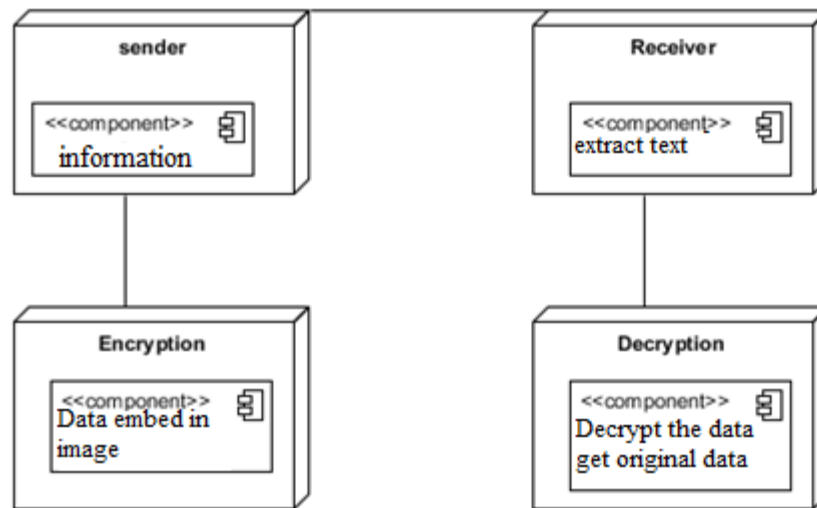 sender
<<component>>
information
Receiver
<<component>>
extract text
Encryption
<<component>>
Data embed in
image
Decryption
<<component>>
Decrypt the data
get original data